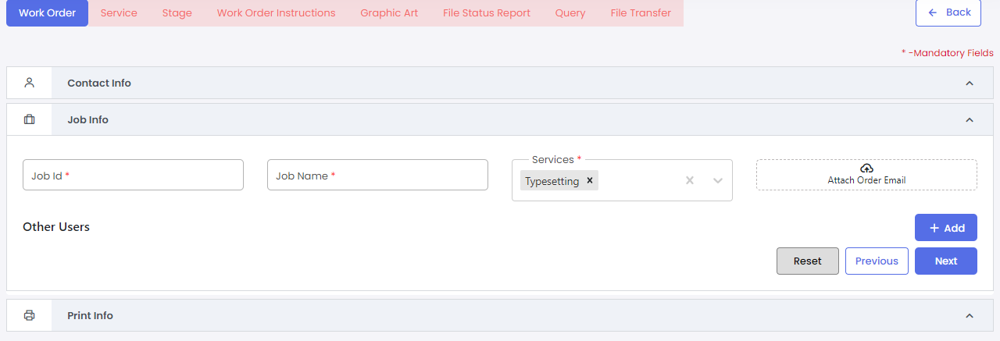 Work Order Service Stage Work Order Instructions Graphic Art File Status Report Query File Transfer Back
* -Mandatory Fields
Contact Info
Job Info
Services *
Job Id * Job Name * Typesetting × Attach Order Email
Other Users + Add
Reset Previous Next
Print Info